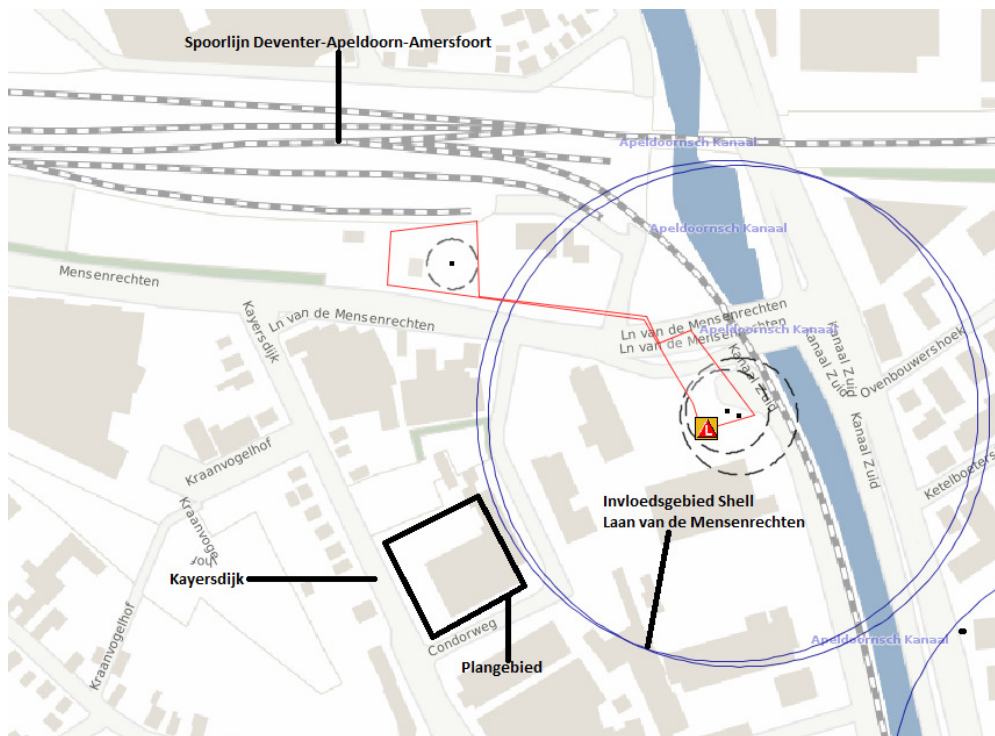 Spoorlijn Deventer-Apeldoorn-Amersfoort
Apeldoornsch Kanaal
Apeldoornsch Kanaal
Mensenrechten
Kayersdijk
Ln van de Mensenrechten
Ln van de Mensenrechten
Ln van de Mensenrechten
Apeldoornsch Kanaal
Kanaal Zuid
Kanaal Zuid
Kanaal Zuid
Ovenbouwershoek
Kanaal Zuid
L
Kraanvogelhof
Ketelboeters
Invloedsgebied Shell
Laan van de Mensenrechten
Kraanvoge
hof
Kayersdijk
Kraanvogelhof
Condorweg
Plangebied
Apeldoornsch Kanaal